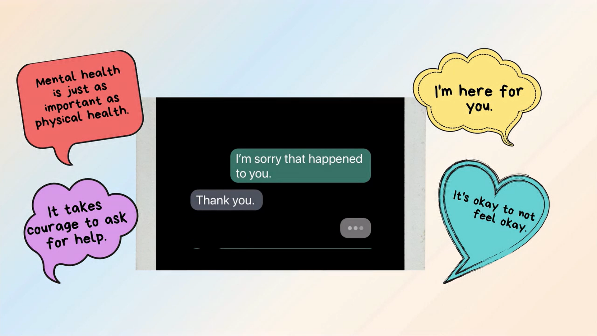 Mental health
is just as
important as
physical health.
I'm here for
you.
I'm sorry that happened
to you.
Thank you.
It takes
courage to ask
for help.
It's okay to not
feel okay.